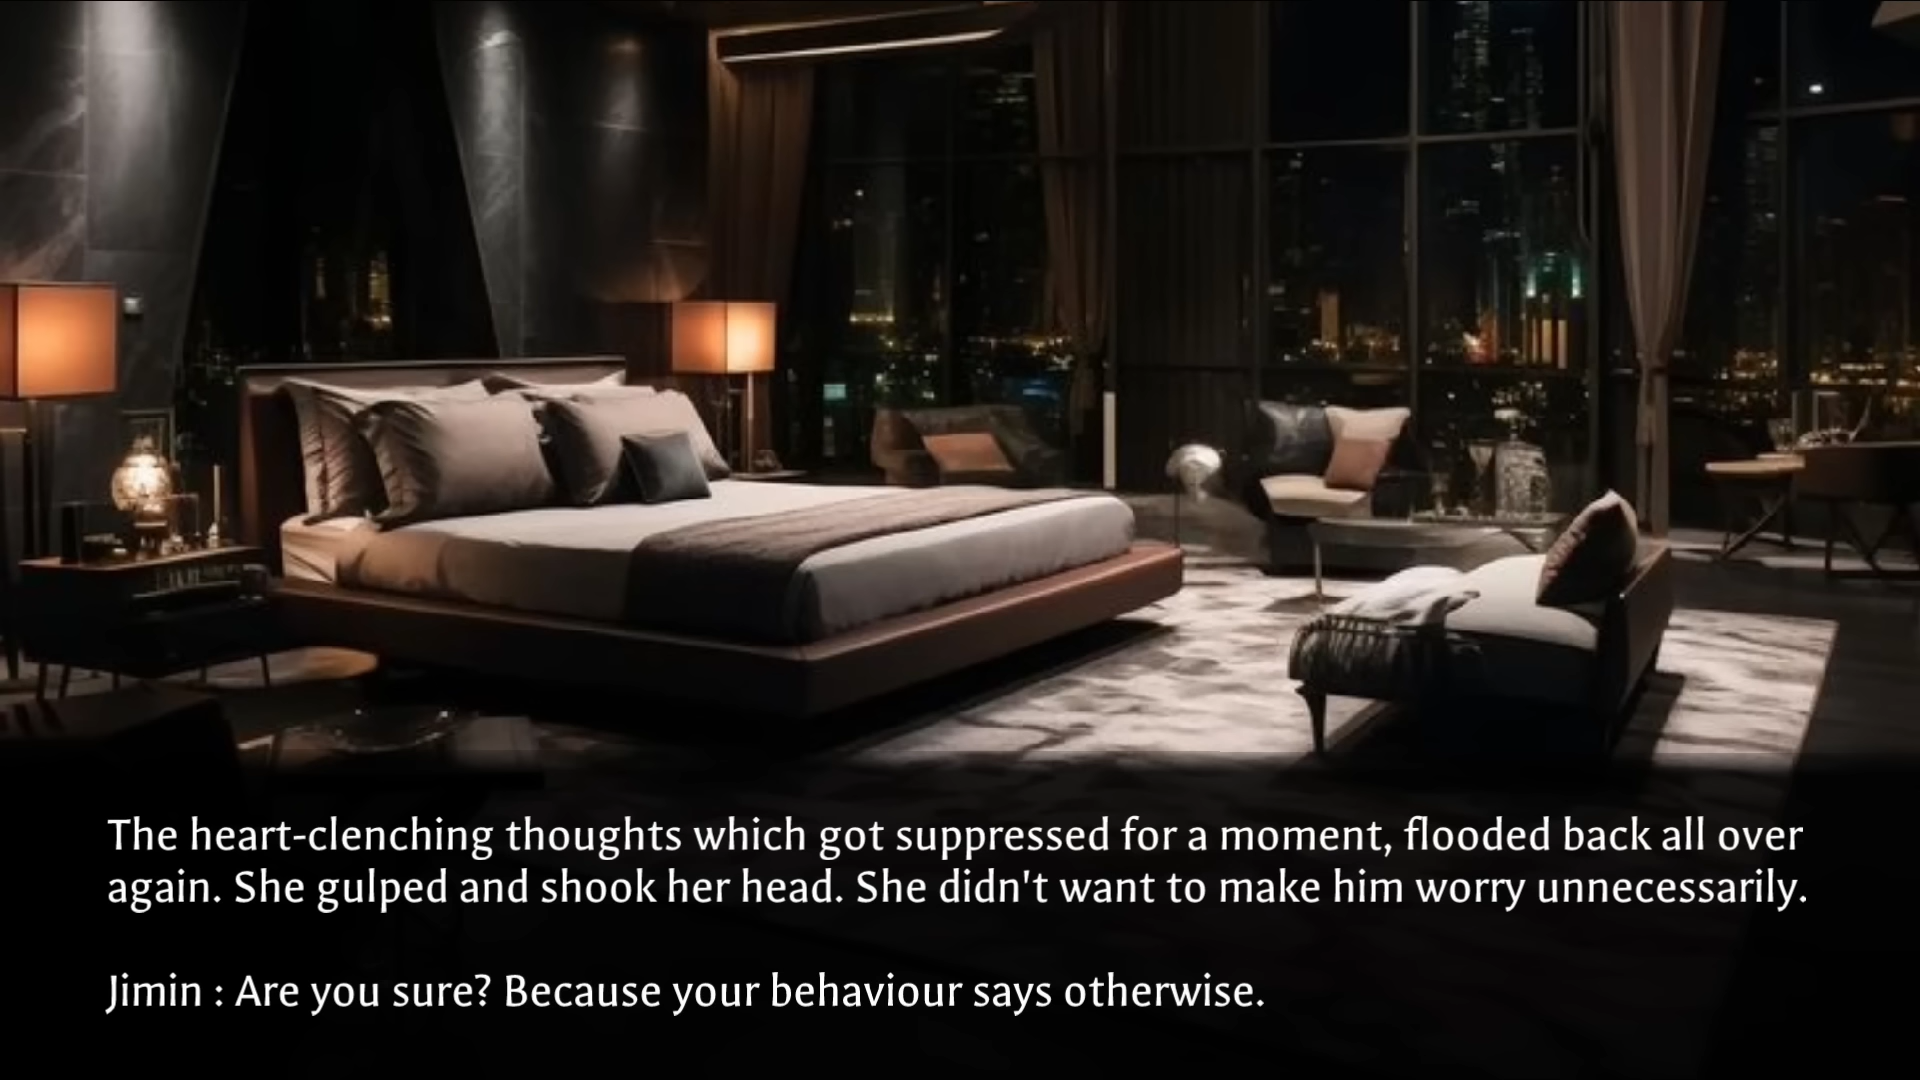 The heart-clenching thoughts which got suppressed for a moment, flooded back all over
again. She gulped and shook her head. She didn't want to make him worry unnecessarily.
Jimin : Are you sure? Because your behaviour says otherwise.